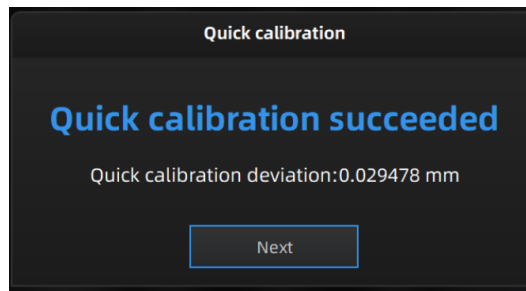 Quick calibration
Quick calibration succeeded
Quick calibration deviation:0.029478 mm
Next